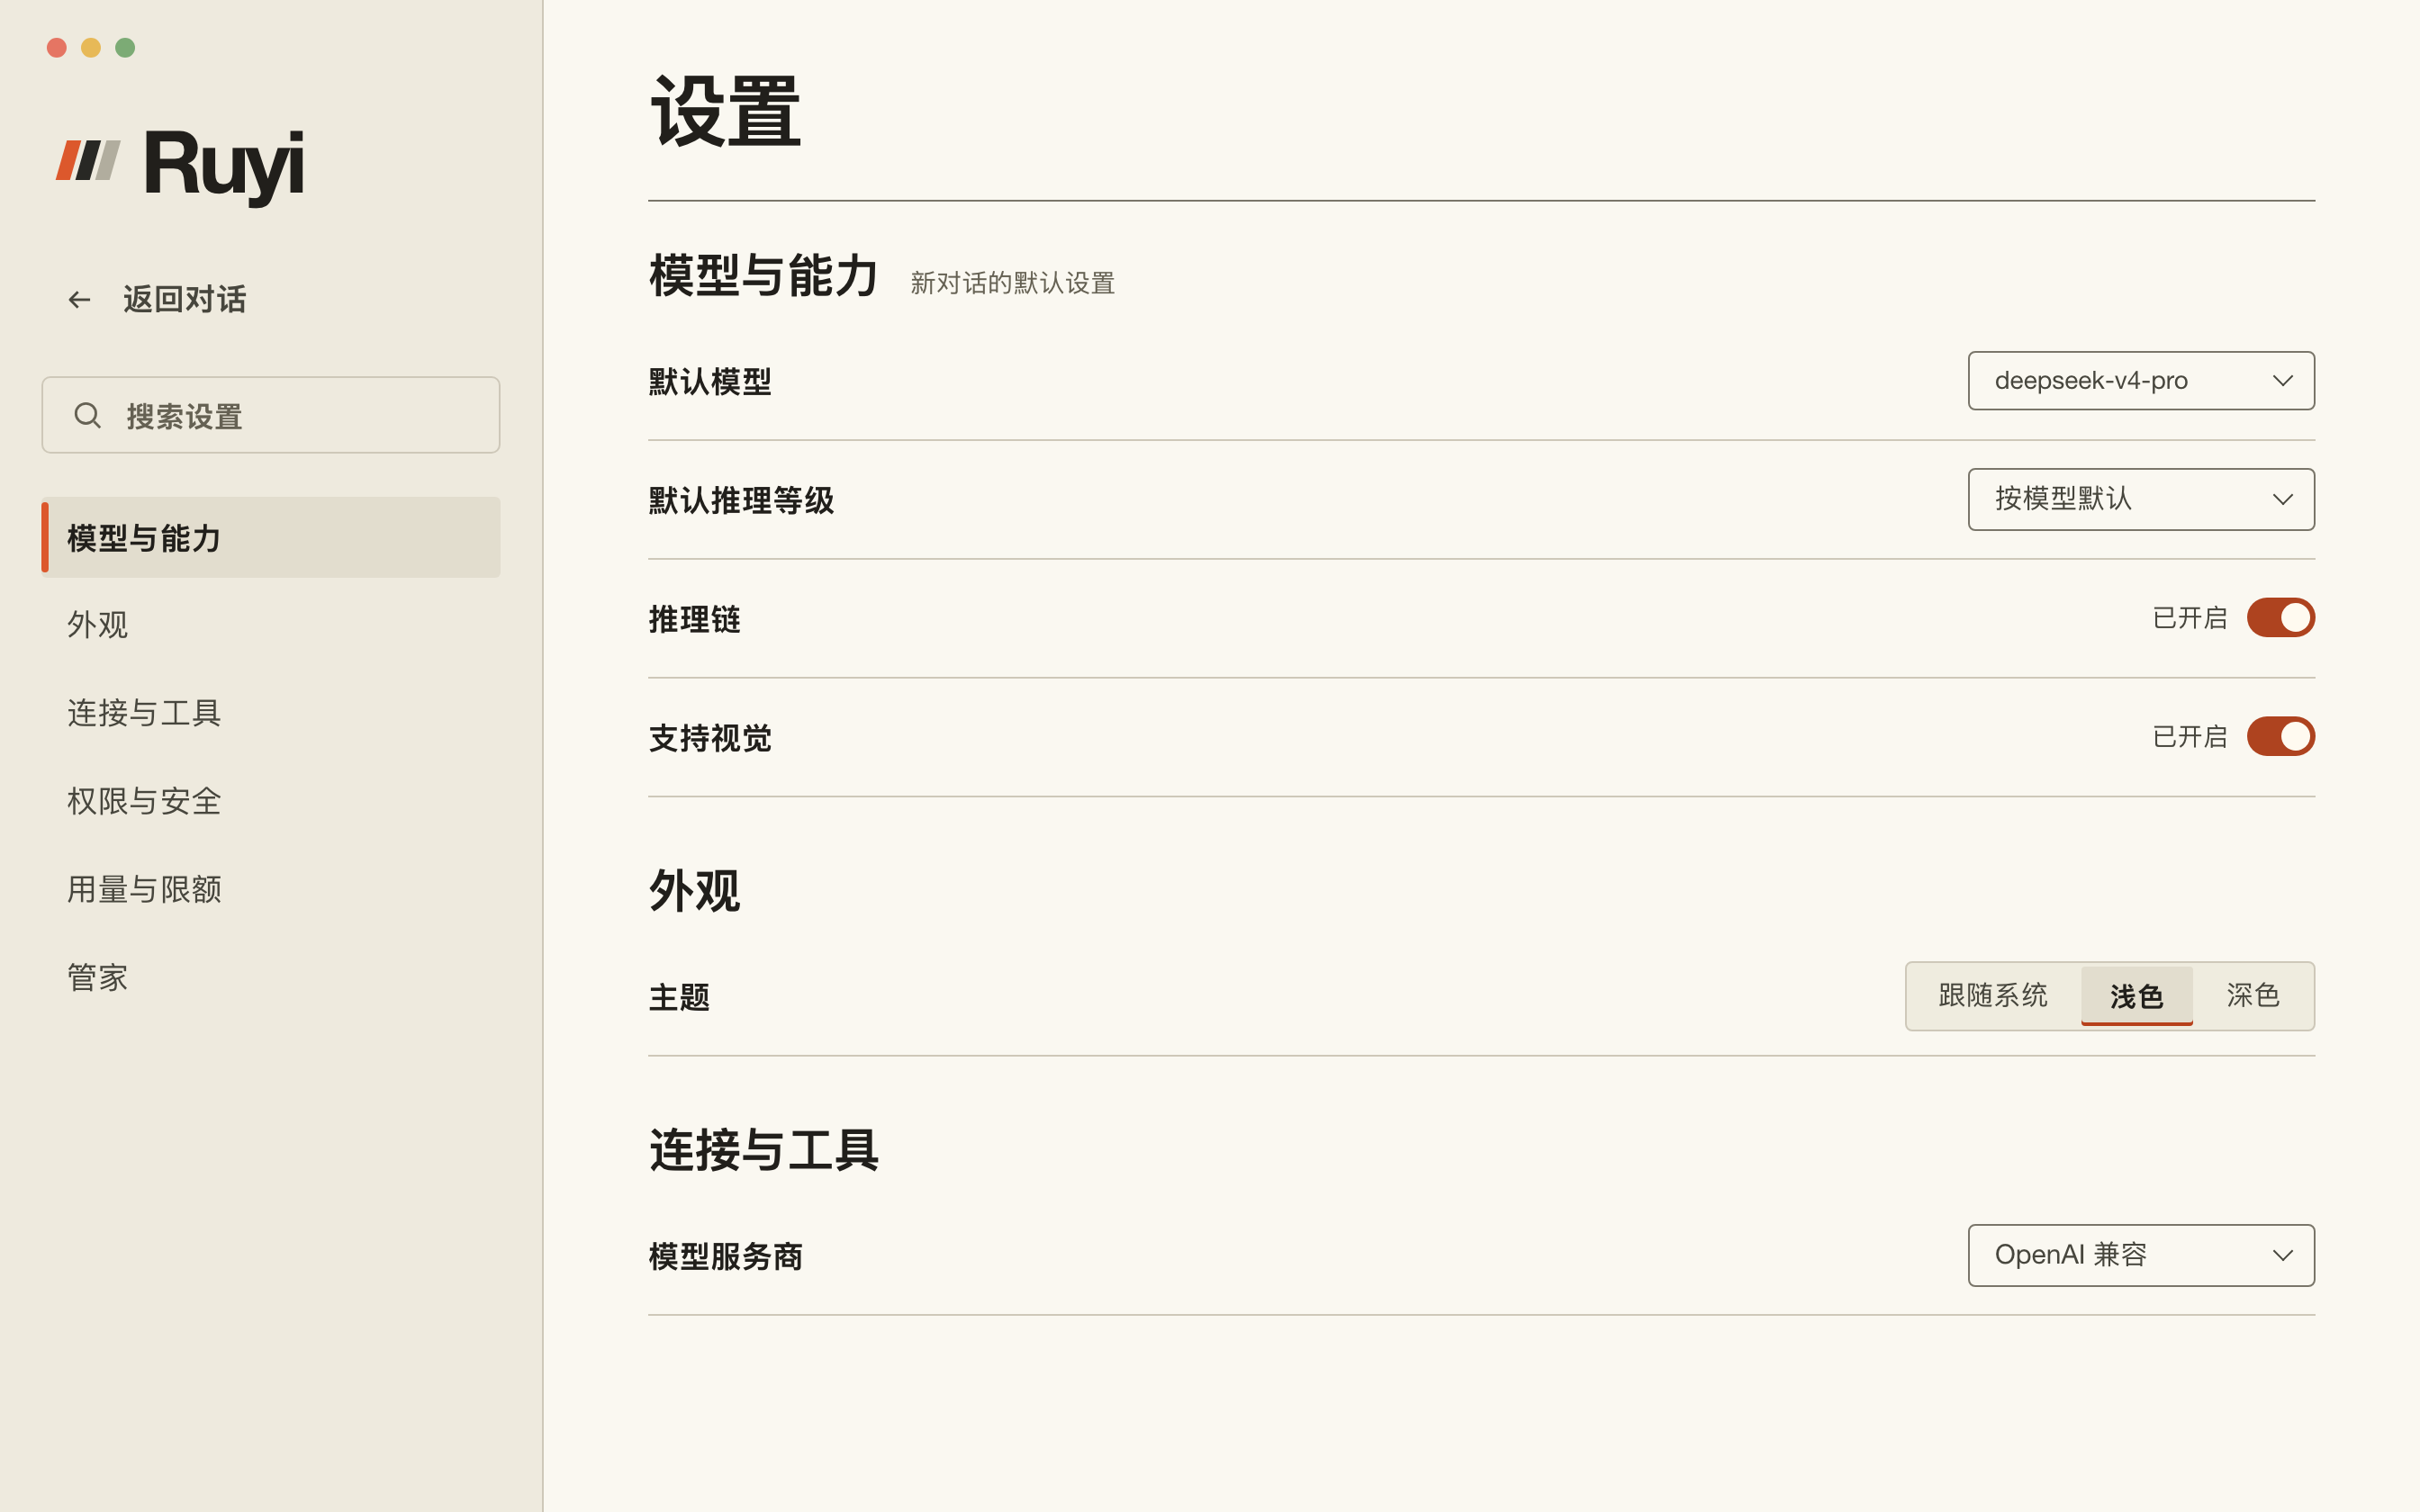 Ruyi
返回对话
搜索设置
模型与能力
外观
连接与工具
权限与安全
用量与限额
管家
设置
模型与能力 新对话的默认设置
默认模型 deepseek-v4-pro
默认推理等级 按模型默认
推理链 已开启
支持视觉 已开启
外观
主题 跟随系统 浅色 深色
连接与工具
模型服务商 OpenAI 兼容